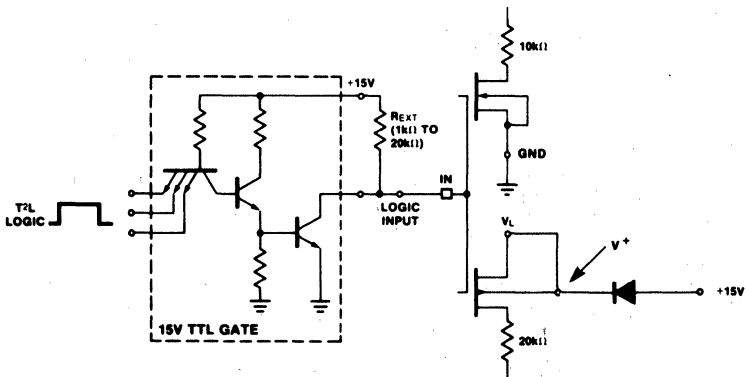 10kΩ
+15V
REXT
(1kΩ TO
20kΩ)
GND
IN
T²L
LOGIC
LOGIC
INPUT
VL
V+
+15V
15V TTL GATE
20kΩ